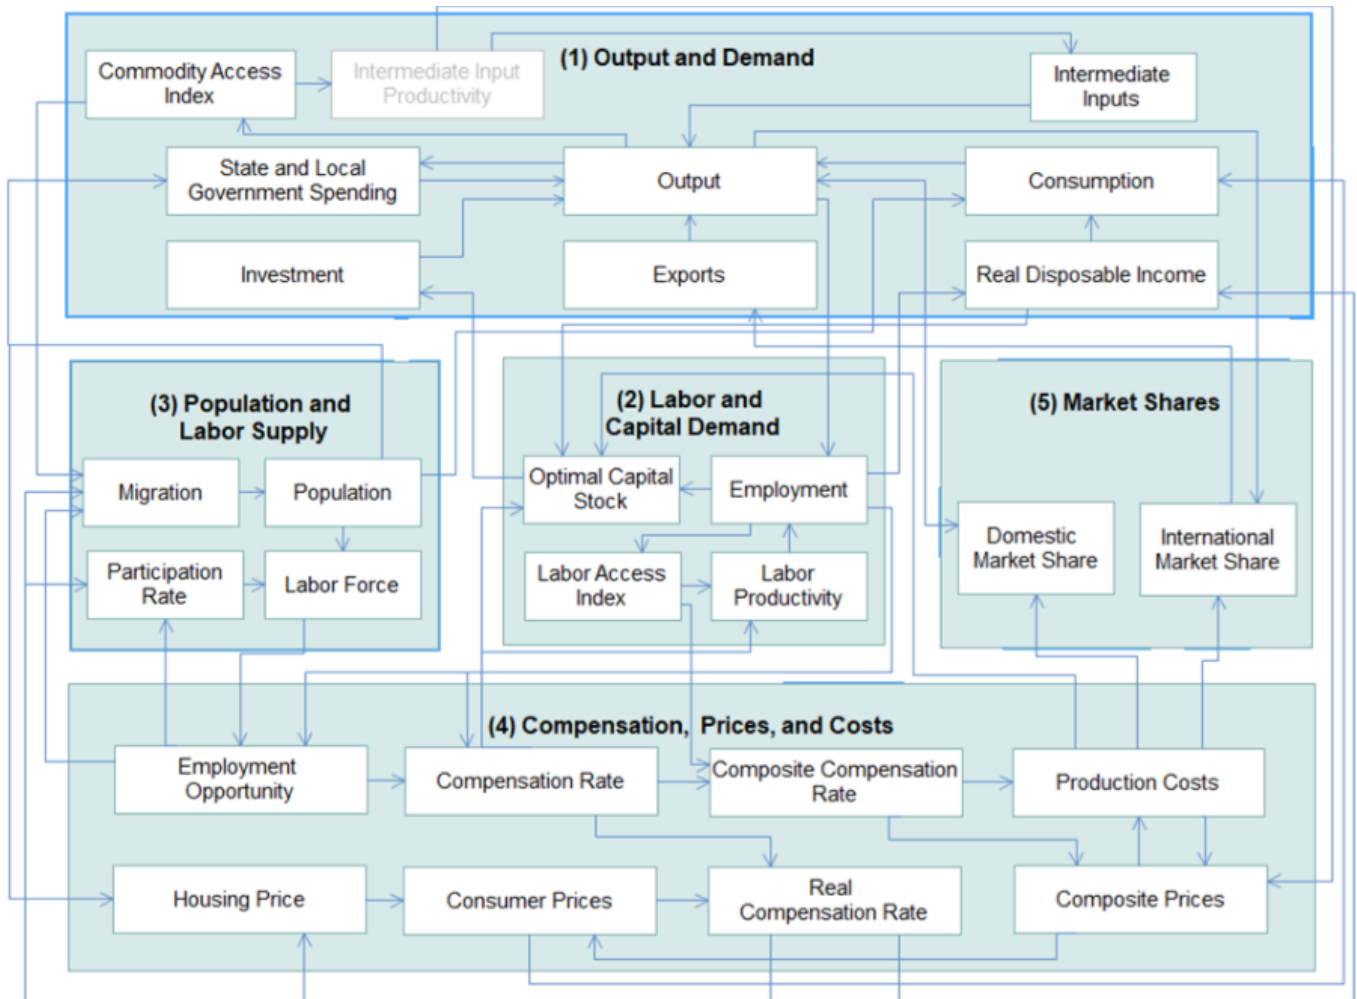 (1) Output and Demand
Commodity Access
Index
Intermediate Input
Productivity
Intermediate
Inputs
State and Local
Government Spending
Output
Consumption
Investment
Exports
Real Disposable Income
(3) Population and
Labor Supply
Migration
Population
Participation
Rate
Labor Force
(2) Labor and
Capital Demand
Optimal Capital
Stock
Employment
Labor Access
Index
Labor
Productivity
(5) Market Shares
Domestic
Market Share
International
Market Share
(4) Compensation, Prices, and Costs
Employment
Opportunity
Compensation Rate
Composite Compensation
Rate
Production Costs
Housing Price
Consumer Prices
Real
Compensation Rate
Composite Prices